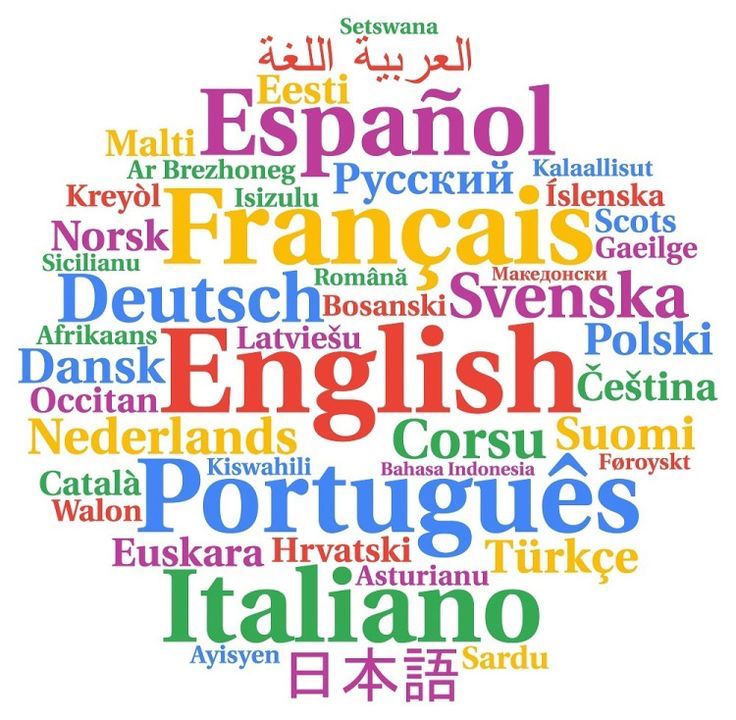 Setswana
العربية اللغة
Eesti
Español
Malti
Ar Brezhoneg
Русский
Kalaallisut
Kreyòl
Isizulu
Français
Íslenska
Norsk
Scots
Gaeilge
Sicilianu
Deutsch
Română
Македонски
Bosanski
Svenska
Afrikaans
Latviešu
English
Polski
Dansk
Čeština
Occitan
Nederlands
Corsu
Suomi
Kiswahili
Bahasa Indonesia
Føroyskt
Català
Português
Walon
Euskara
Hrvatski
Türkçe
Asturianu
Italiano
Ayisyen
日本語
Sardu